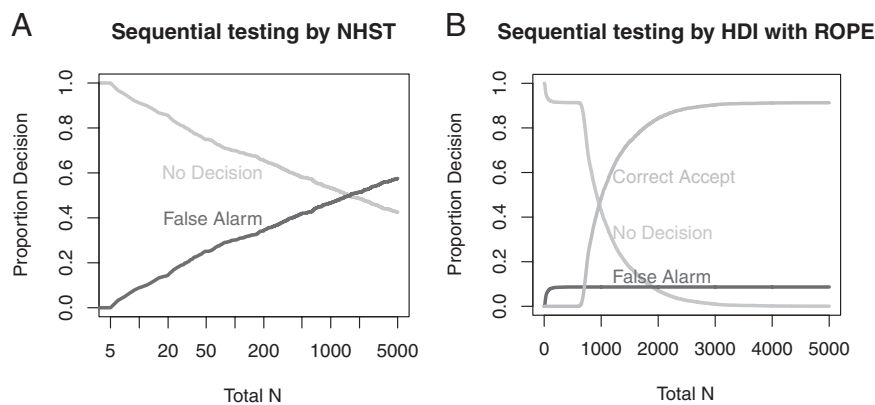 A
Sequential testing by NHST
Proportion Decision
0.0 0.2 0.4 0.6 0.8 1.0
No Decision
False Alarm
5 20 50 200 1000 5000
Total N
B
Sequential testing by HDI with ROPE
Proportion Decision
0.0 0.2 0.4 0.6 0.8 1.0
Correct Accept
No Decision
False Alarm
0 1000 2000 3000 4000 5000
Total N